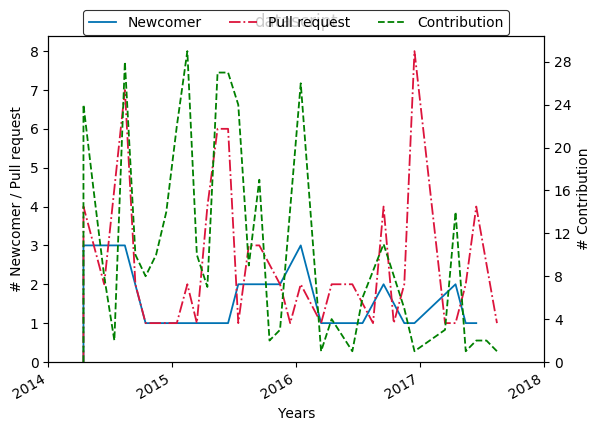 datascript
Newcomer Pull request Contribution
8
7
6
5
4
3
2
1
0
# Newcomer / Pull request
28
24
20
16
12
8
4
0
# Contribution
2014 2015 2016 2017 2018
Years